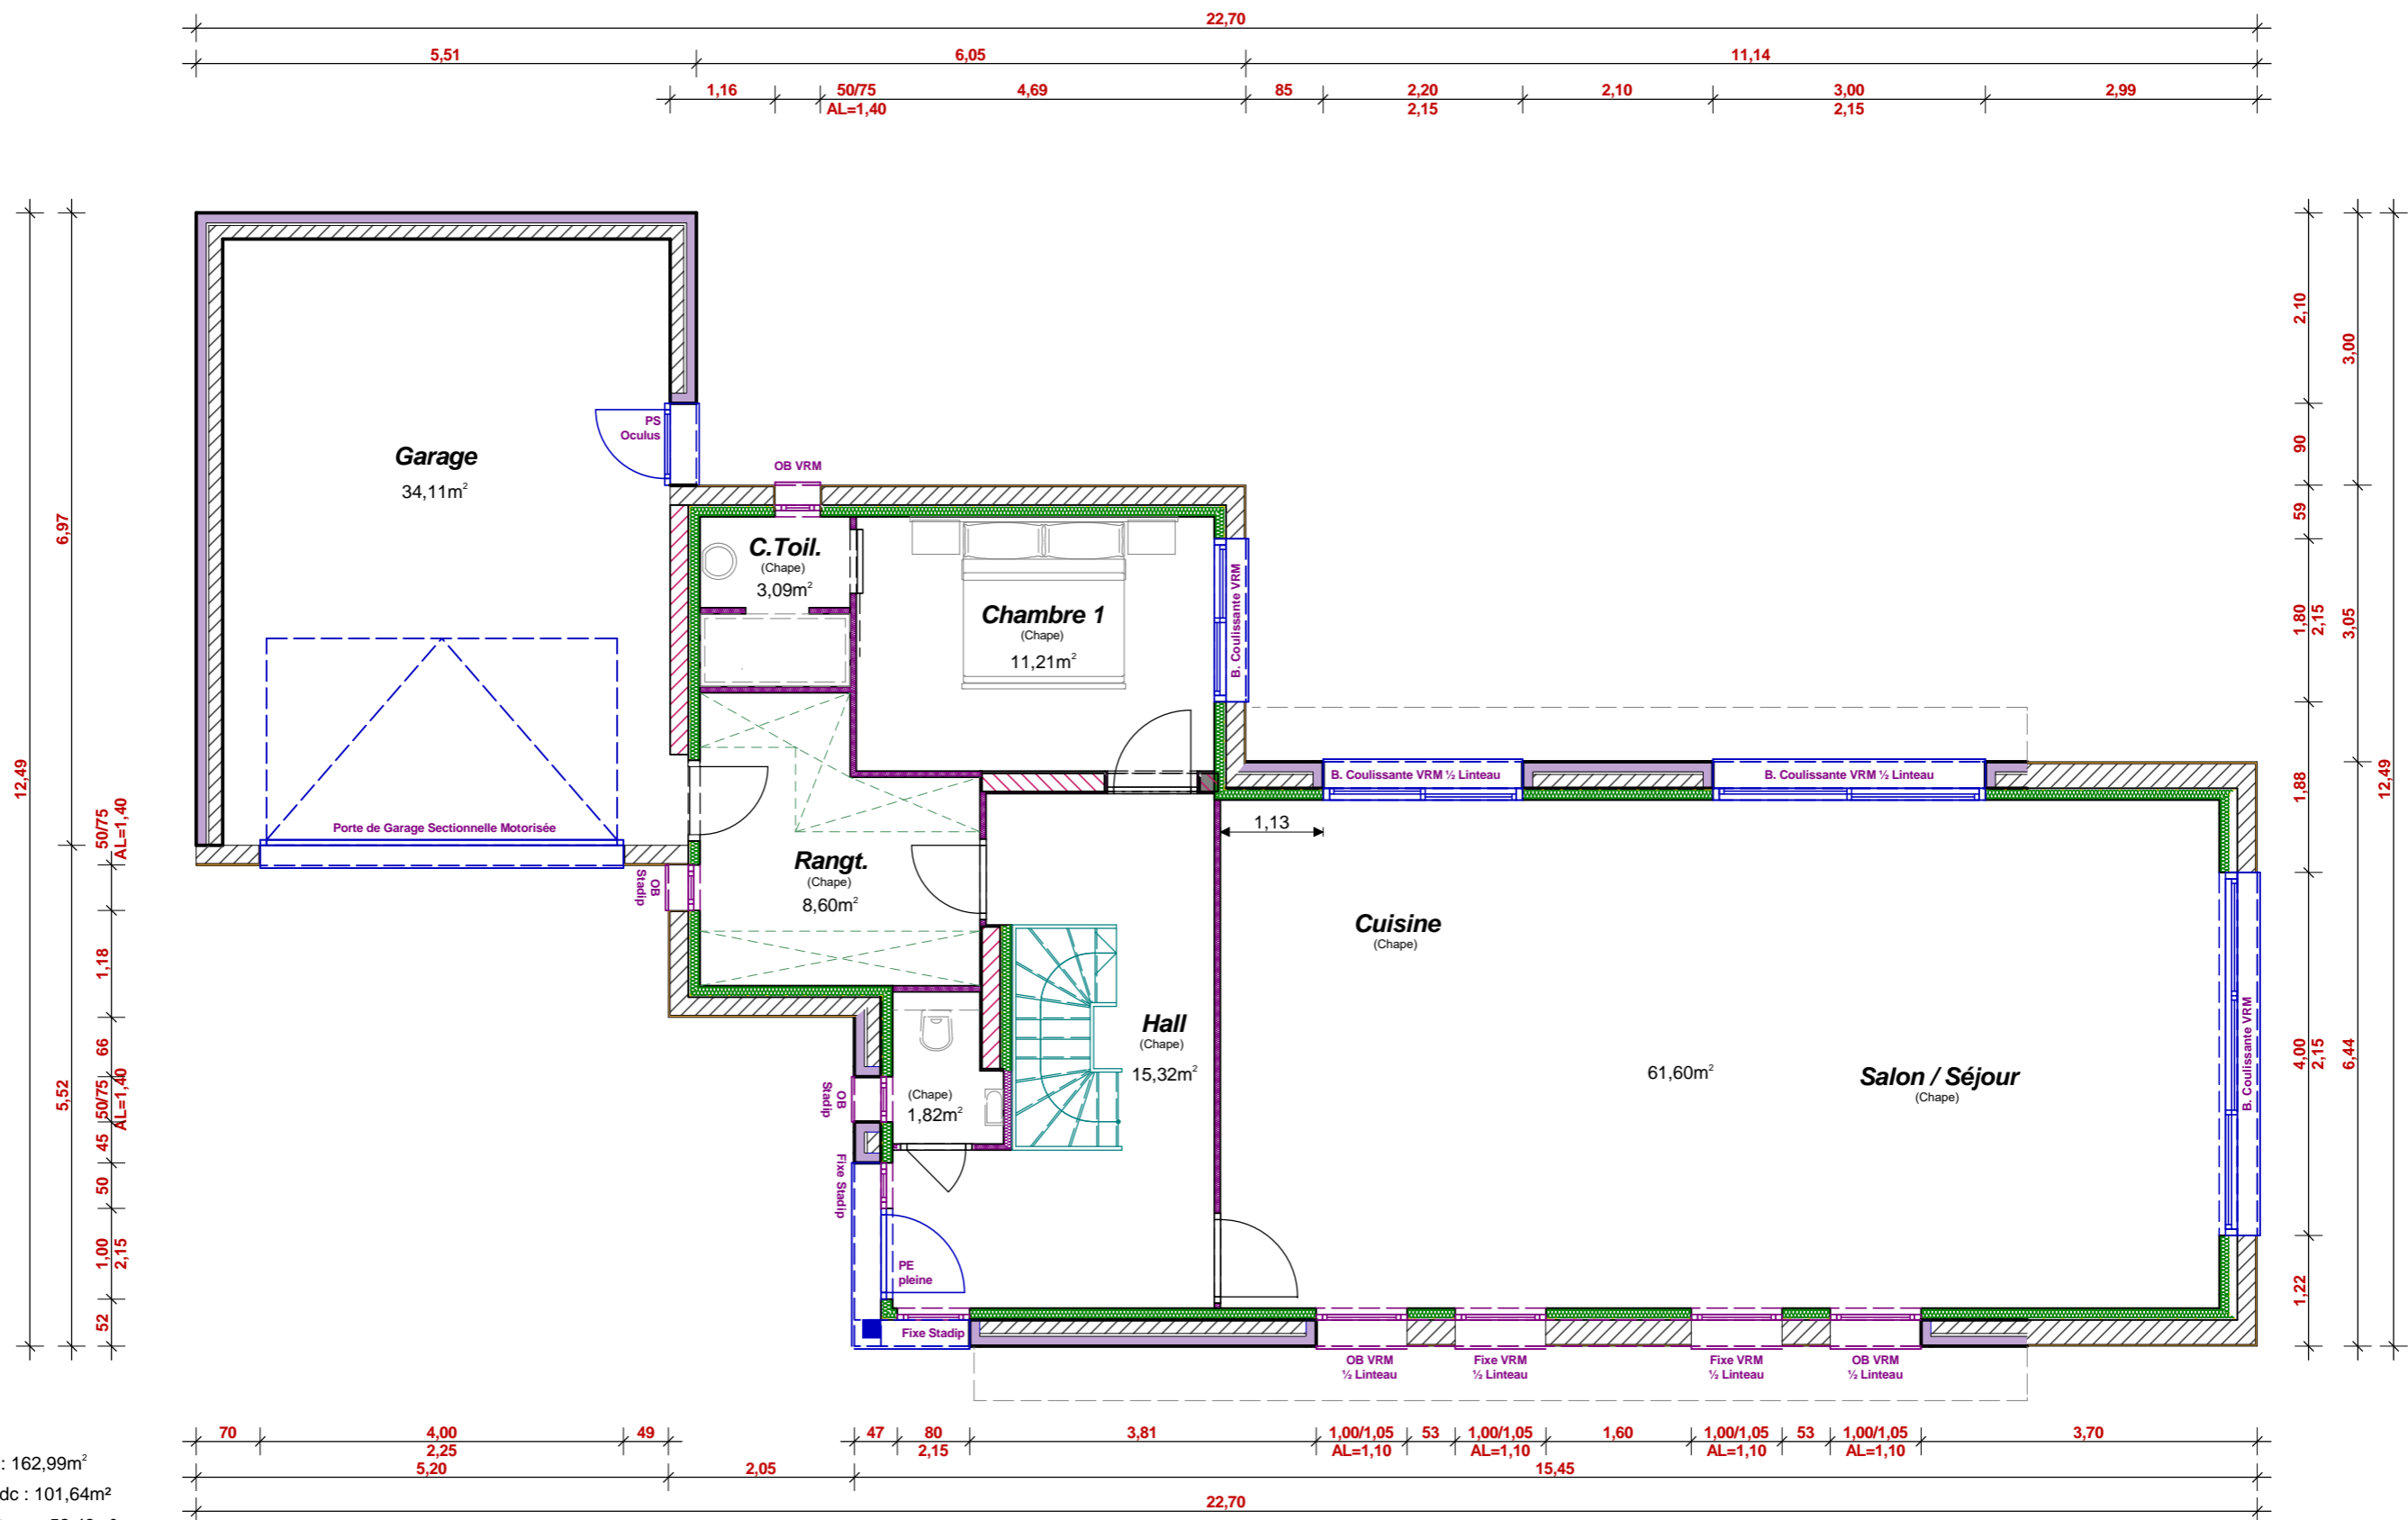 22,70
5,51
6,05
11,14
1,16
50/75
AL=1,40
4,69
85
2,20
2,15
2,10
3,00
2,15
2,99
12,49
6,97
5,52
50/75
AL=1,40
1,18
66
50/75
AL=1,40
45
50
1,00
2,15
52
2,10
90
59
1,80
2,15
1,88
4,00
2,15
1,22
3,00
3,05
6,44
12,49
Garage
34,11m²
PS
Oculus
OB VRM
C.Toil.
(Chape)
3,09m²
Chambre 1
(Chape)
11,21m²
B. Coulissante VRM
B. Coulissante VRM ½ Linteau
B. Coulissante VRM ½ Linteau
1,13
Porte de Garage Sectionnelle Motorisée
OB
Stadip
Rangt.
(Chape)
8,60m²
Cuisine
(Chape)
Hall
(Chape)
15,32m²
61,60m²
Salon / Séjour
(Chape)
B. Coulissante VRM
(Chape)
1,82m²
OB
Stadip
Fixe Stadip
PE
pleine
Fixe Stadip
OB VRM
½ Linteau
Fixe VRM
½ Linteau
Fixe VRM
½ Linteau
OB VRM
½ Linteau
70
4,00
2,25
49
47
80
2,15
3,81
1,00/1,05
AL=1,10
53
1,00/1,05
AL=1,10
1,60
1,00/1,05
AL=1,10
53
1,00/1,05
AL=1,10
3,70
5,20
2,05
15,45
22,70
: 162,99m²
dc : 101,64m²